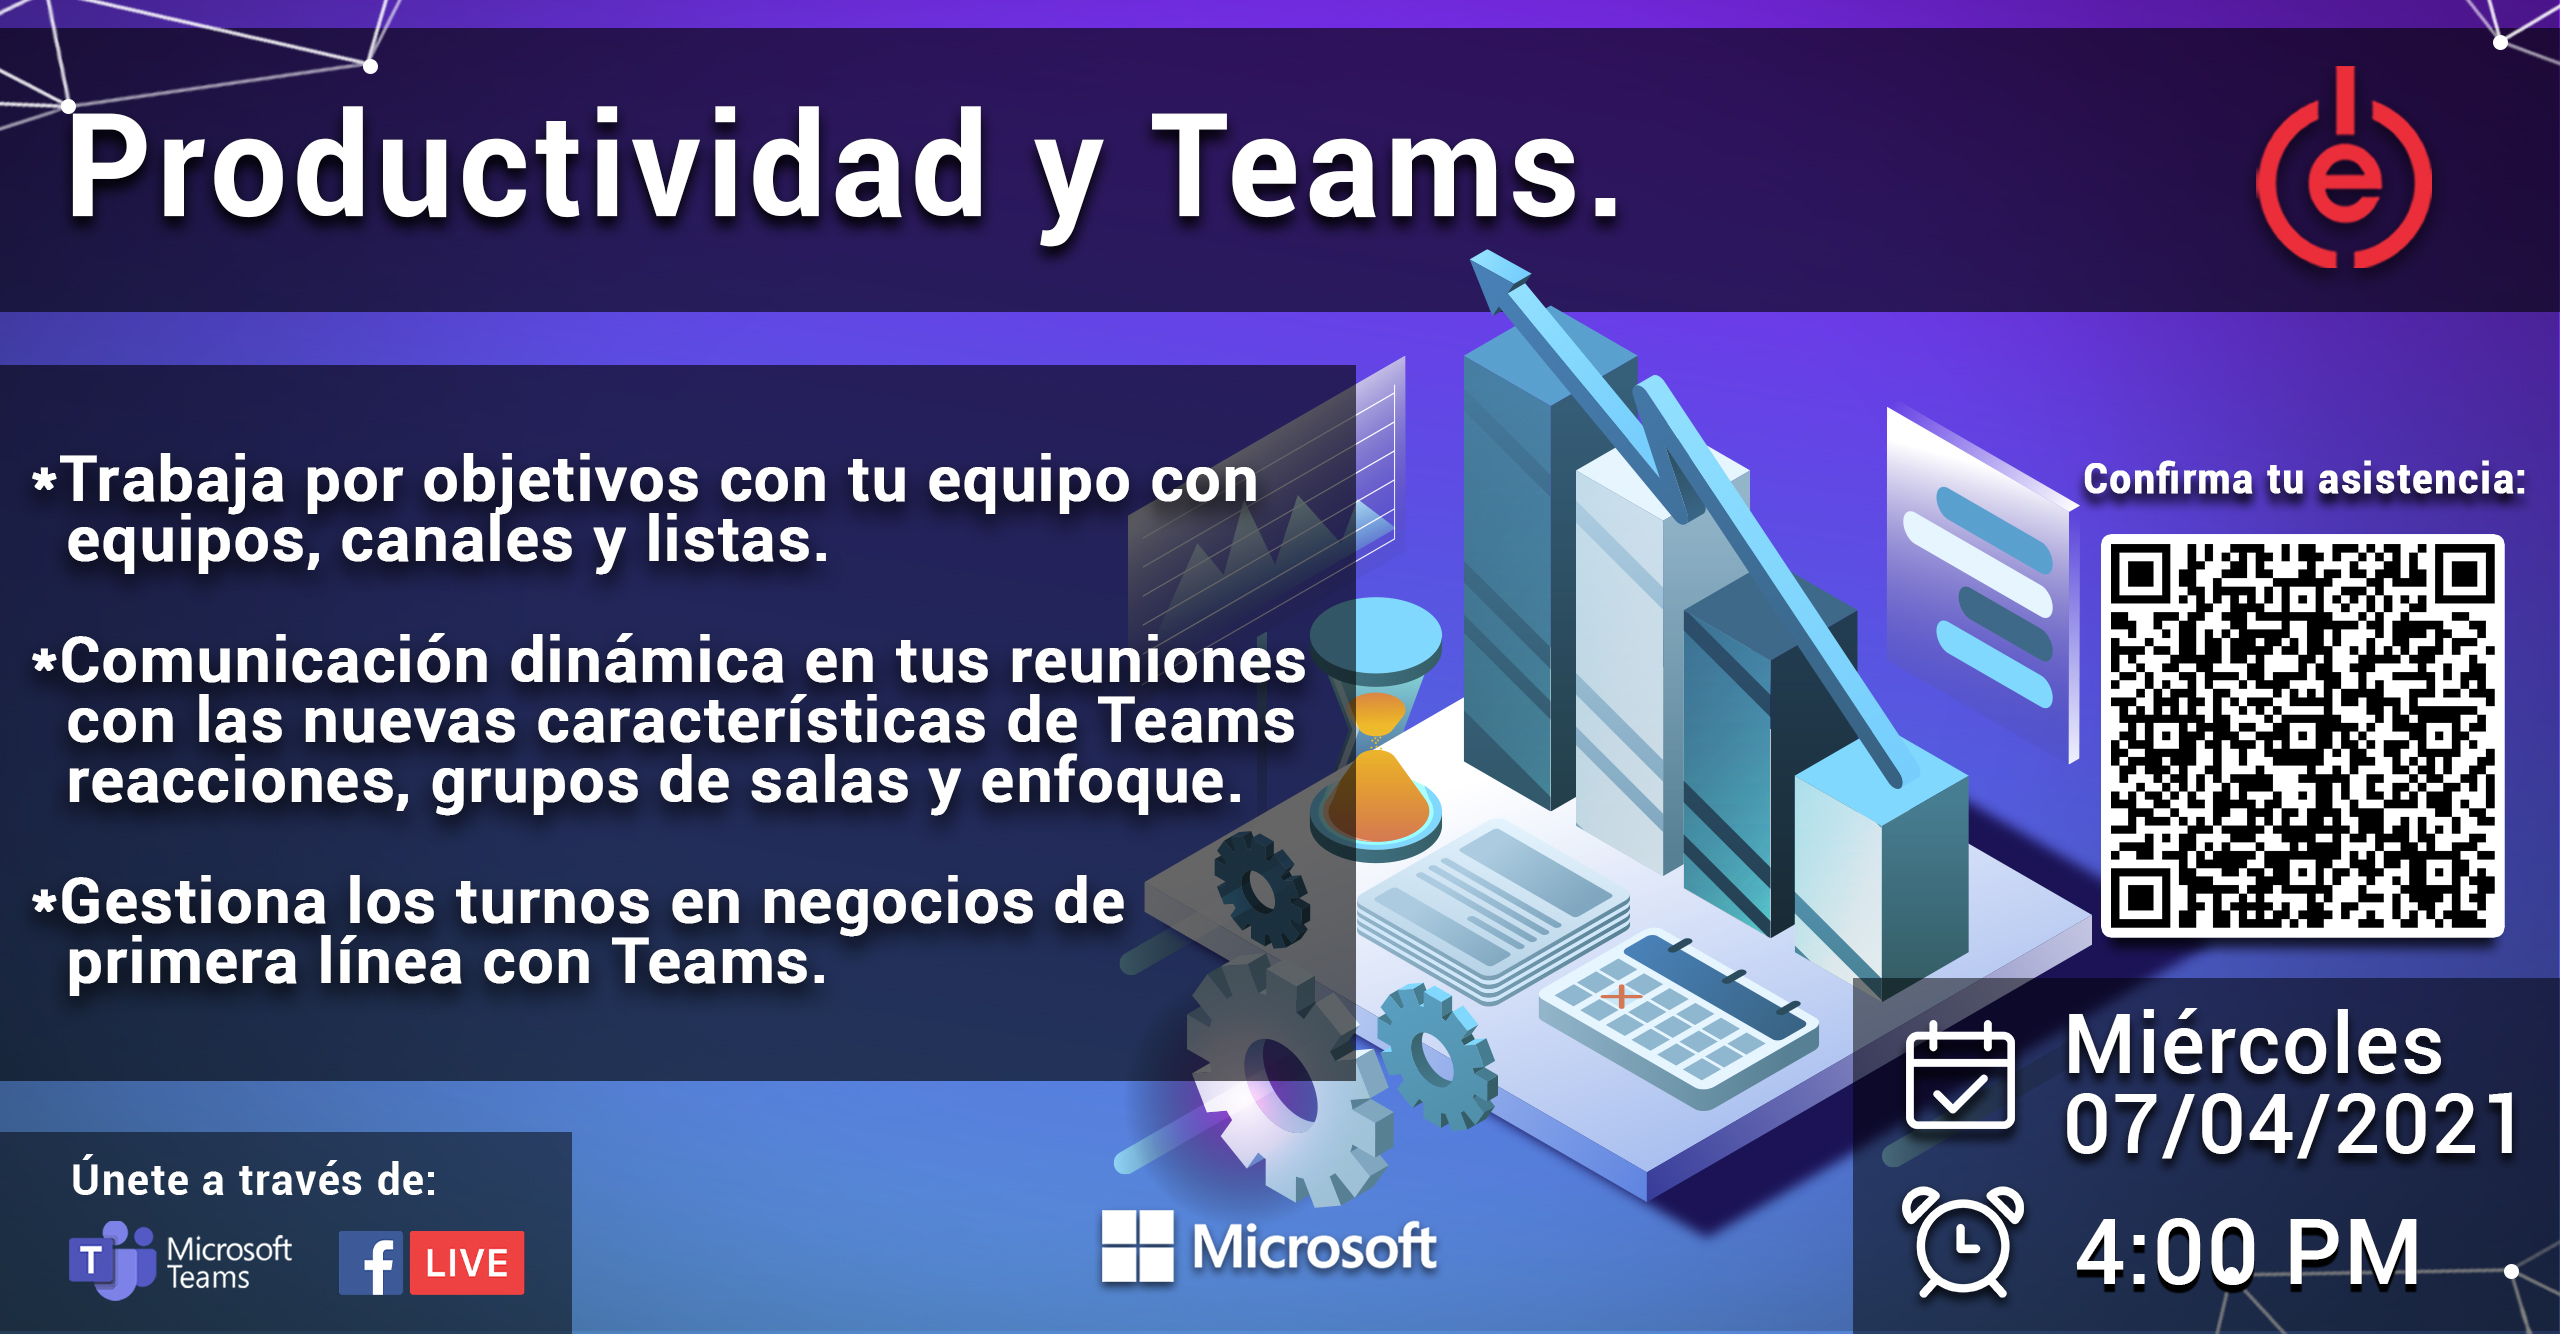 Productividad y Teams.
e
*Trabaja por objetivos con tu equipo con
equipos, canales y listas.
*Comunicación dinámica en tus reuniones
con las nuevas características de Teams
reacciones, grupos de salas y enfoque.
*Gestiona los turnos en negocios de
primera línea con Teams.
Confirma tu asistencia:
Miércoles
07/04/2021
4:00 PM
Únete a través de:
T Microsoft
Teams
f LIVE
Microsoft